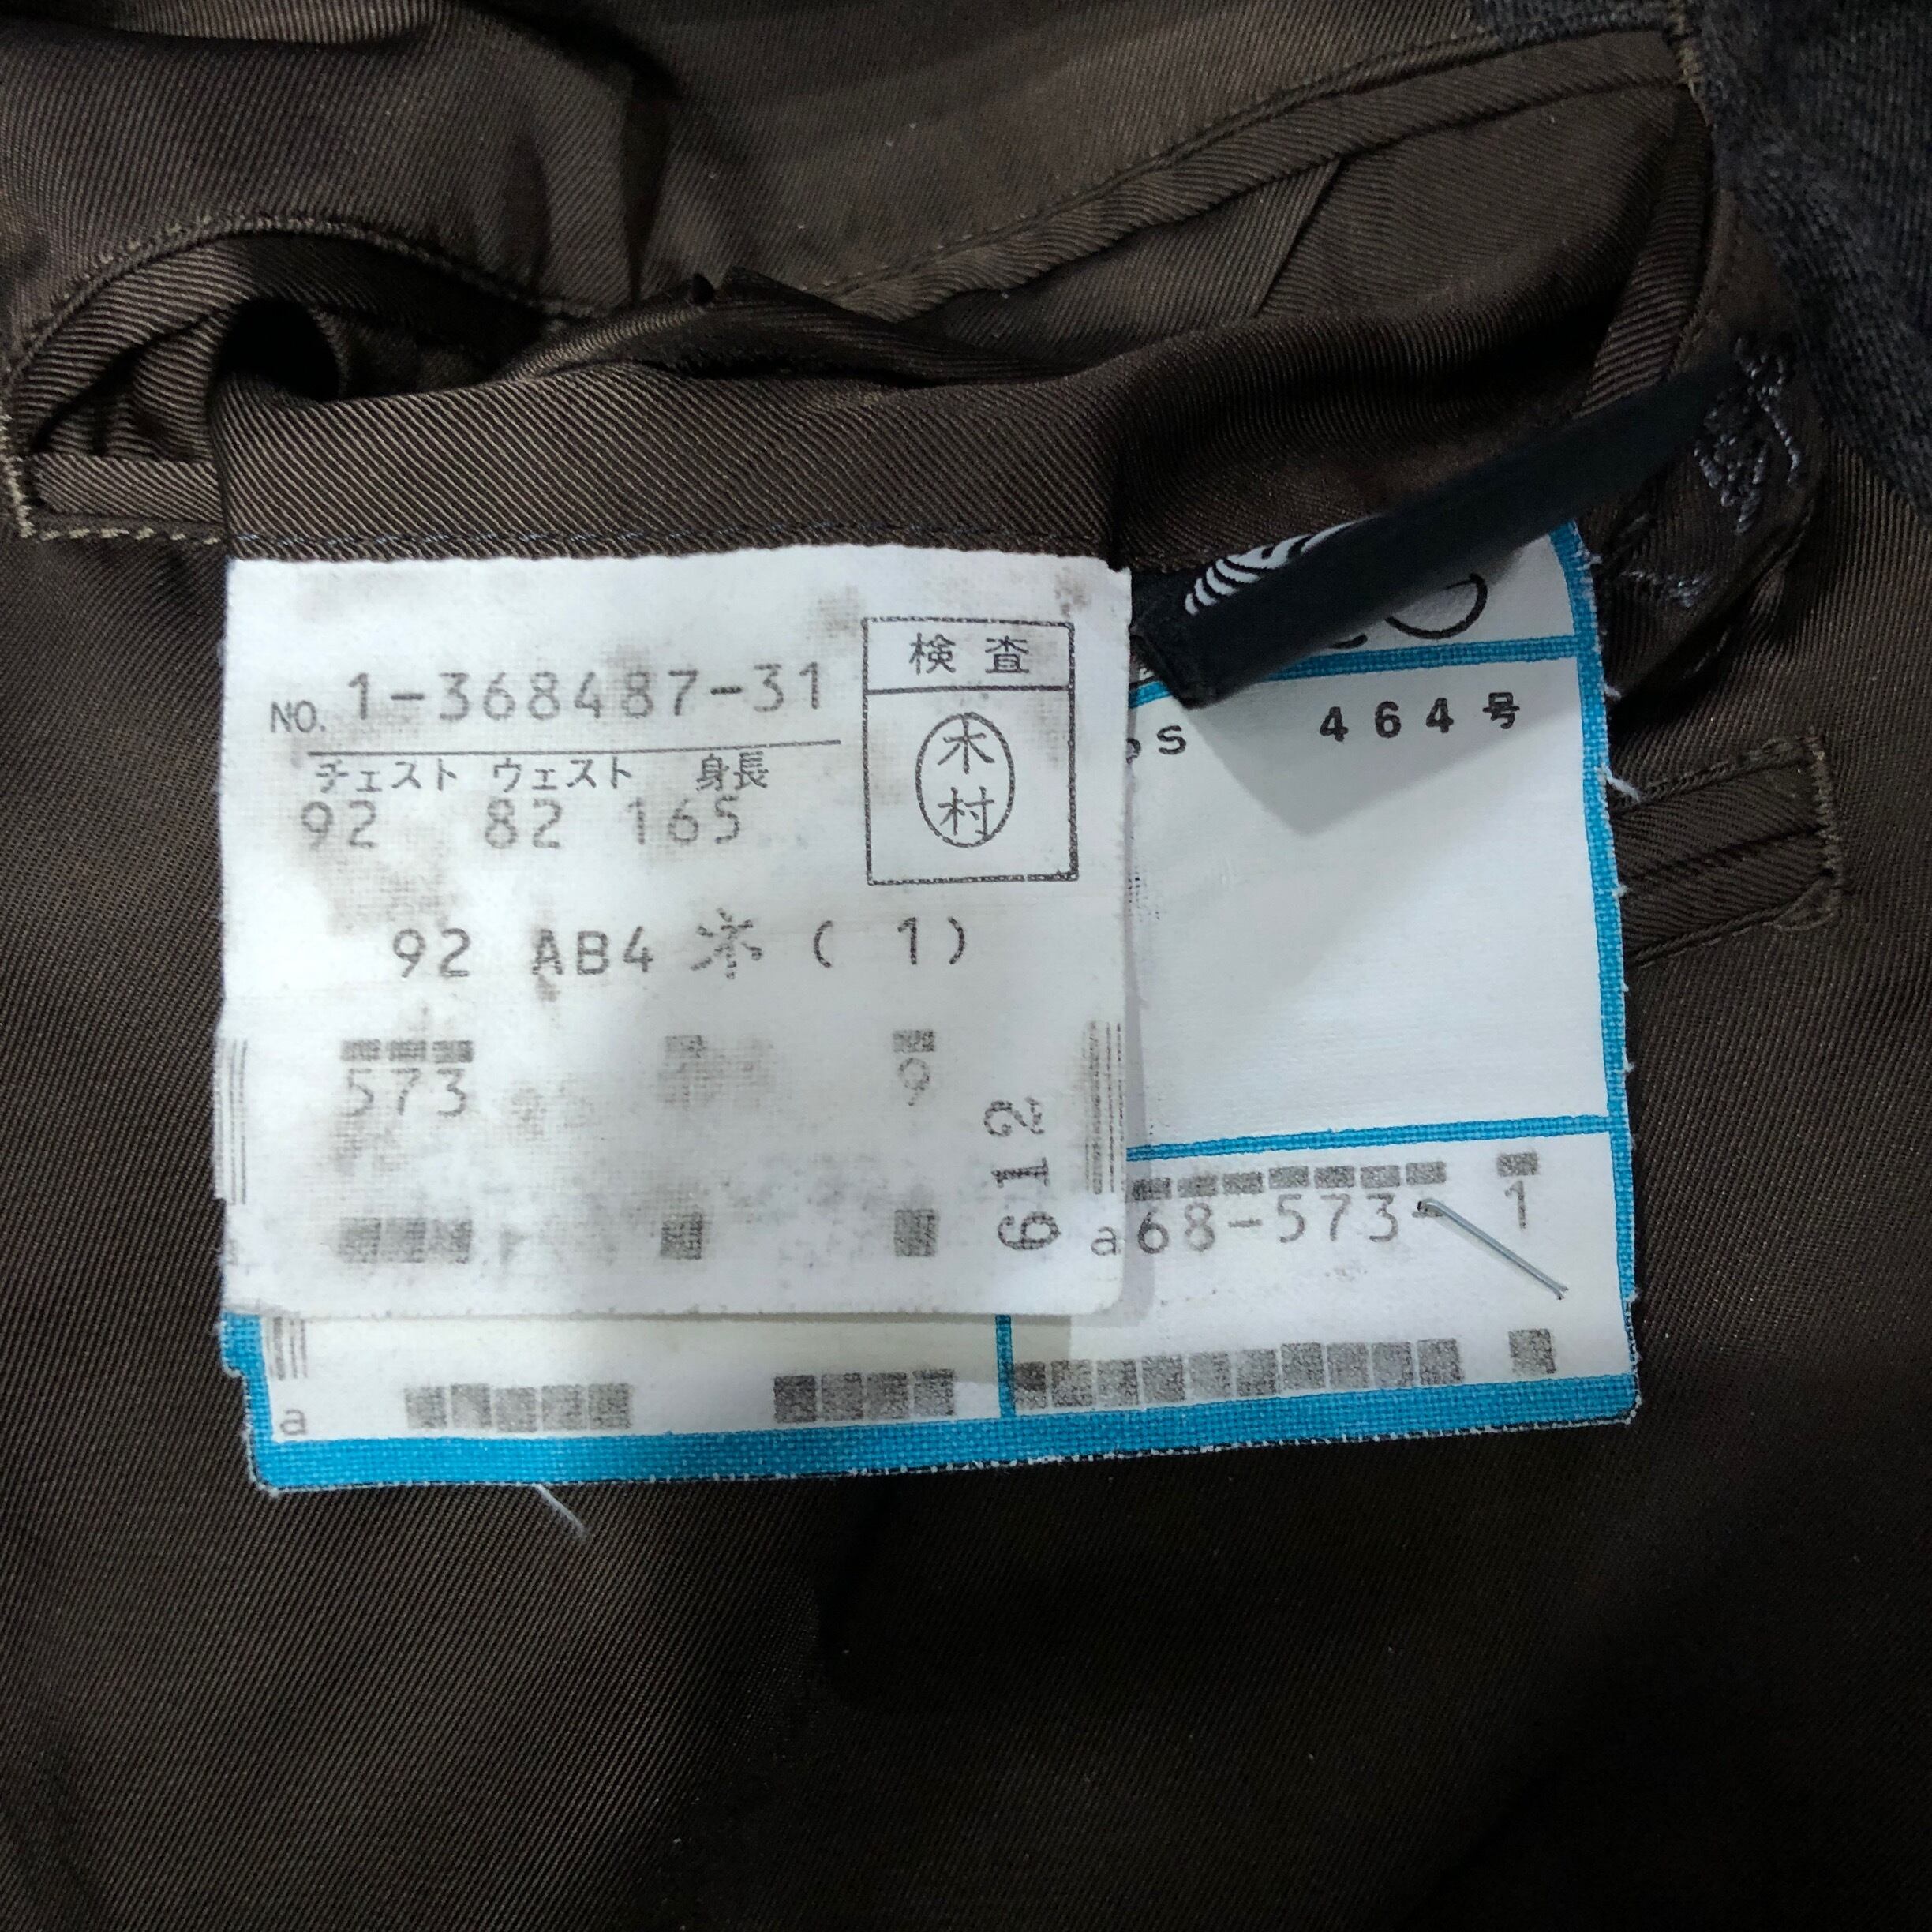 検査
NO. 1-368487-31
木村
チェスト ウェスト 身長
92 82 165
92 AB4 ホ ( 1)
573 9
612
s 464号
a68-573- 1
a